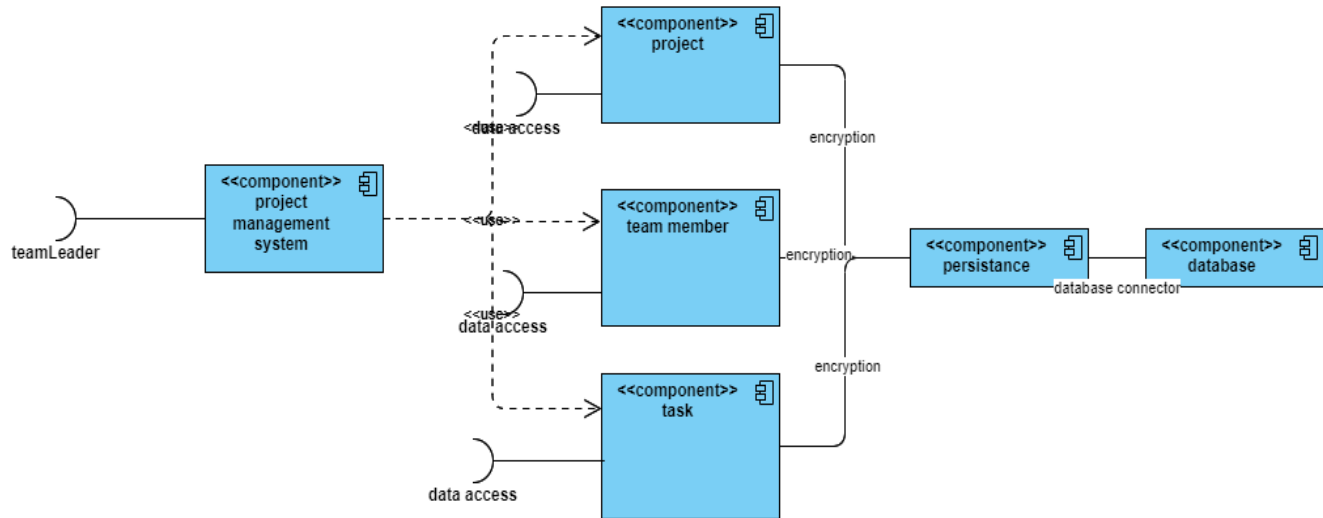 <<component>>
project
<<use>>
data access
encryption
<<component>>
project
management
system
teamLeader
<<use>>
<<component>>
team member
encryption
<<component>>
persistance
<<component>>
database
database connector
<<use>>
data access
encryption
<<component>>
task
data access